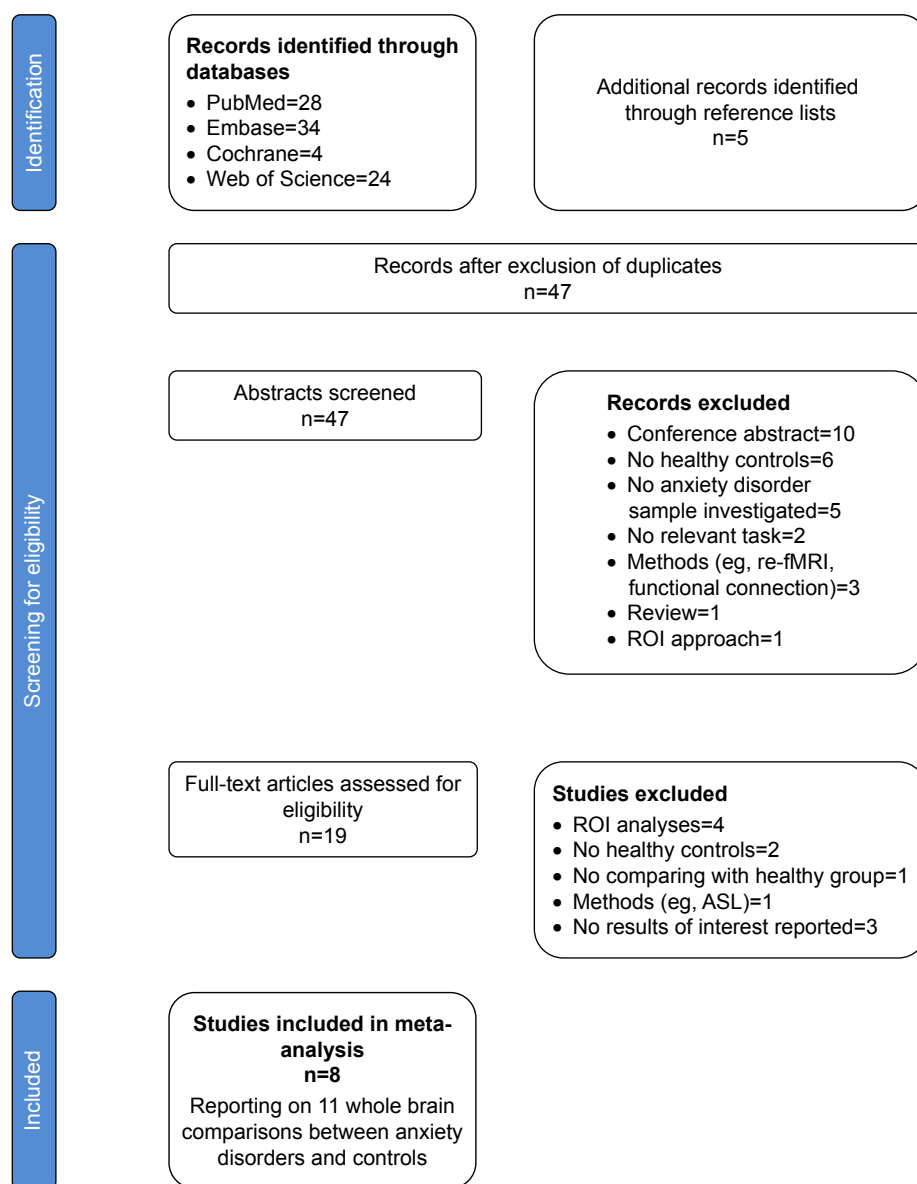 Identification
Records identified through
databases
• PubMed=28
• Embase=34
• Cochrane=4
• Web of Science=24
Additional records identified
through reference lists
n=5
Screening for eligibility
Records after exclusion of duplicates
n=47
Abstracts screened
n=47
Records excluded
• Conference abstract=10
• No healthy controls=6
• No anxiety disorder
sample investigated=5
• No relevant task=2
• Methods (eg, re-fMRI,
functional connection)=3
• Review=1
• ROI approach=1
Full-text articles assessed for
eligibility
n=19
Studies excluded
• ROI analyses=4
• No healthy controls=2
• No comparing with healthy group=1
• Methods (eg, ASL)=1
• No results of interest reported=3
Included
Studies included in meta-
analysis
n=8
Reporting on 11 whole brain
comparisons between anxiety
disorders and controls